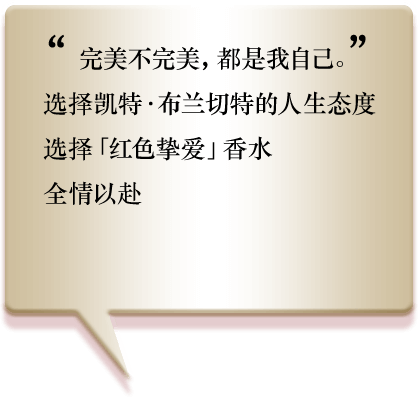 “ 完美不完美，都是我自己。”
选择凯特·布兰切特的人生态度
选择「红色挚爱」香水
全情以赴